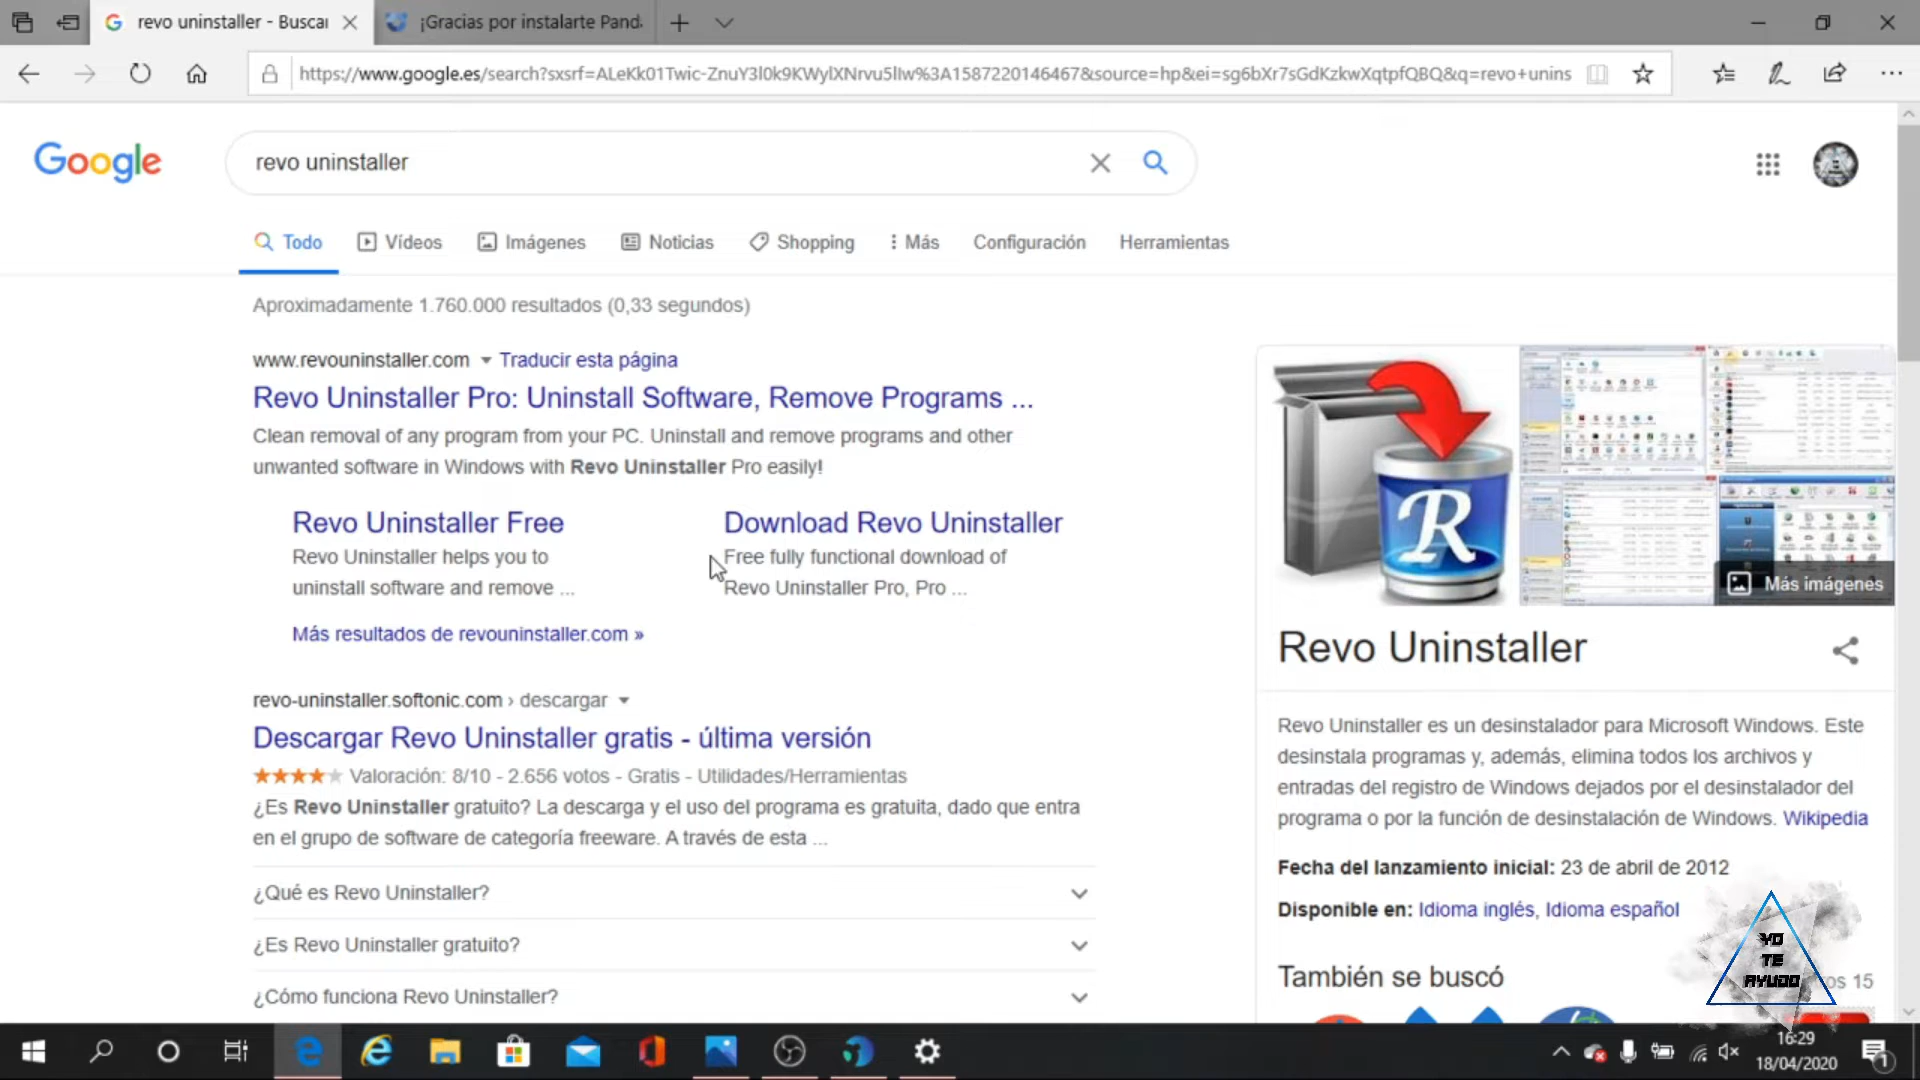 revo uninstaller - Buscar
¡Gracias por instalarte Pand
https://www.google.es/search?sxsrf=ALeKk01Twic-ZnuY3l0k9KWylXNrvu5lIw%3A1587220146467&source=hp&ei=sg6bXr7sGdKzkwXqtpfQBQ&q=revo+unins
Google
revo uninstaller
Todo
Vídeos
Imágenes
Noticias
Shopping
Más
Configuración
Herramientas
Aproximadamente 1.760.000 resultados (0,33 segundos)
www.revouninstaller.com
Traducir esta página
Revo Uninstaller Pro: Uninstall Software, Remove Programs ...
Clean removal of any program from your PC. Uninstall and remove programs and other
unwanted software in Windows with Revo Uninstaller Pro easily!
Revo Uninstaller Free
Revo Uninstaller helps you to
uninstall software and remove ...
Download Revo Uninstaller
Free fully functional download of
Revo Uninstaller Pro, Pro ...
Más resultados de revouninstaller.com »
revo-uninstaller.softonic.com › descargar
Descargar Revo Uninstaller gratis - última versión
Valoración: 8/10 - 2.656 votos - Gratis - Utilidades/Herramientas
¿Es Revo Uninstaller gratuito? La descarga y el uso del programa es gratuita, dado que entra
en el grupo de software de categoría freeware. A través de esta ...
¿Qué es Revo Uninstaller?
¿Es Revo Uninstaller gratuito?
¿Cómo funciona Revo Uninstaller?
R
Más imágenes
Revo Uninstaller
Revo Uninstaller es un desinstalador para Microsoft Windows. Este
desinstala programas y, además, elimina todos los archivos y
entradas del registro de Windows dejados por el desinstalador del
programa o por la función de desinstalación de Windows. Wikipedia
Fecha del lanzamiento inicial: 23 de abril de 2012
Disponible en: Idioma inglés, Idioma español
También se buscó
os 15
YO
TE
AYUDO
16:29
18/04/2020
1